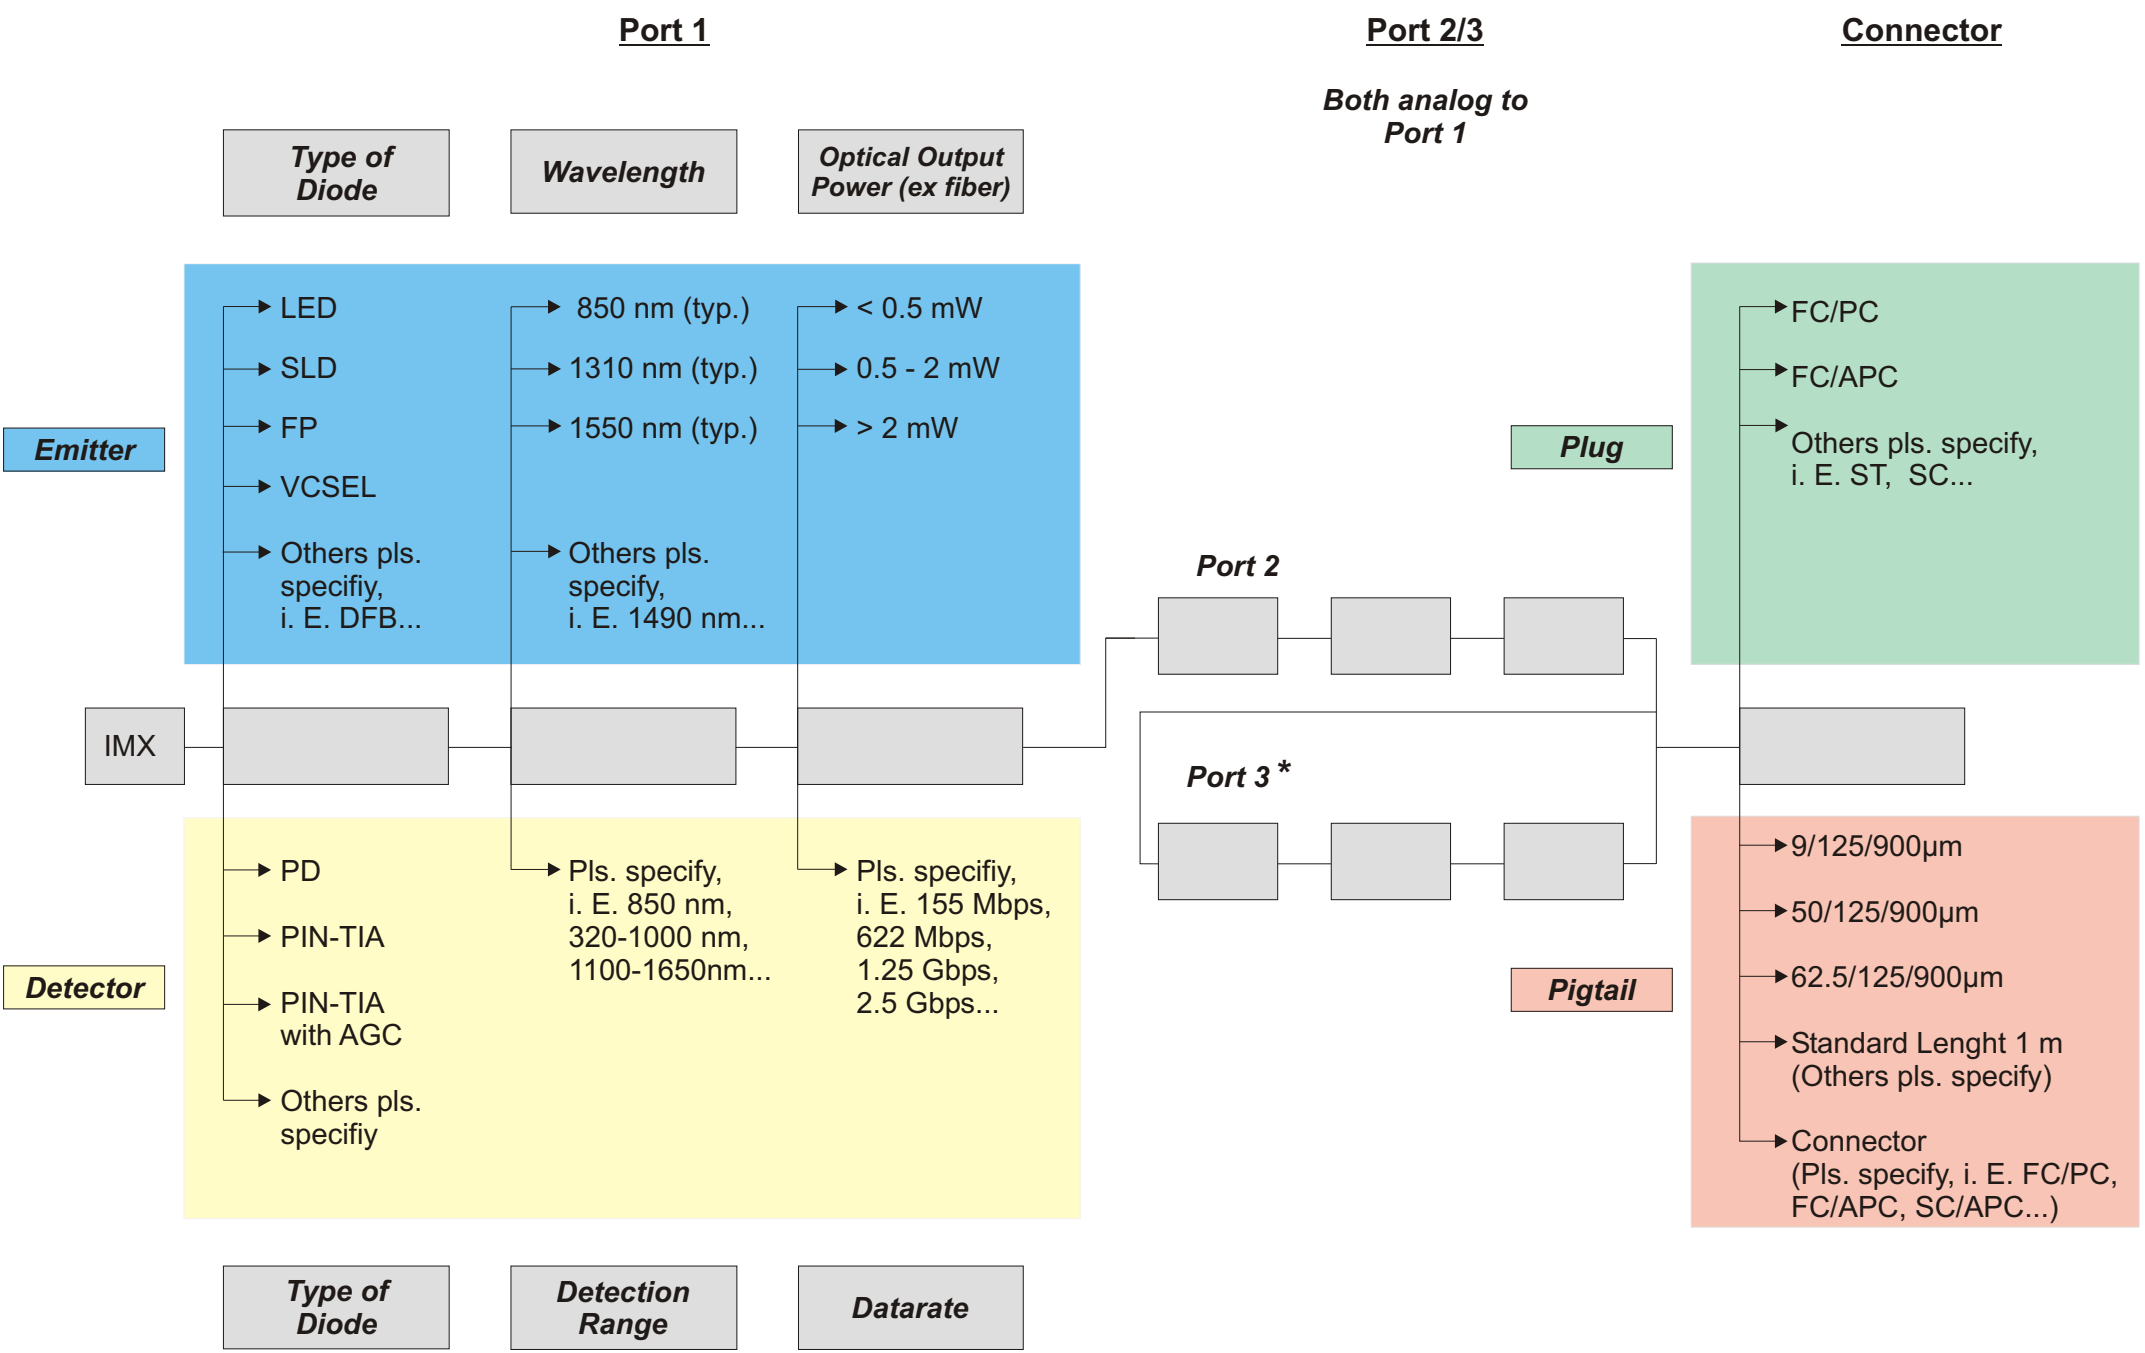 Port 1
Port 2/3
Connector
Both analog to
Port 1
Type of
Diode
Wavelength
Optical Output
Power (ex fiber)
Emitter
LED
SLD
FP
VCSEL
Others pls.
specifiy,
i. E. DFB...
850 nm (typ.)
1310 nm (typ.)
1550 nm (typ.)
Others pls.
specify,
i. E. 1490 nm...
< 0.5 mW
0.5 - 2 mW
> 2 mW
Plug
FC/PC
FC/APC
Others pls. specify,
i. E. ST,  SC...
Port 2
IMX
Port 3 *
Detector
PD
PIN-TIA
PIN-TIA
with AGC
Others pls.
specifiy
Pls. specify,
i. E. 850 nm,
320-1000 nm,
1100-1650nm...
Pls. specifiy,
i. E. 155 Mbps,
622 Mbps,
1.25 Gbps,
2.5 Gbps...
Pigtail
9/125/900µm
50/125/900µm
62.5/125/900µm
Standard Lenght 1 m
(Others pls. specify)
Connector
(Pls. specify, i. E. FC/PC,
FC/APC, SC/APC...)
Type of
Diode
Detection
Range
Datarate